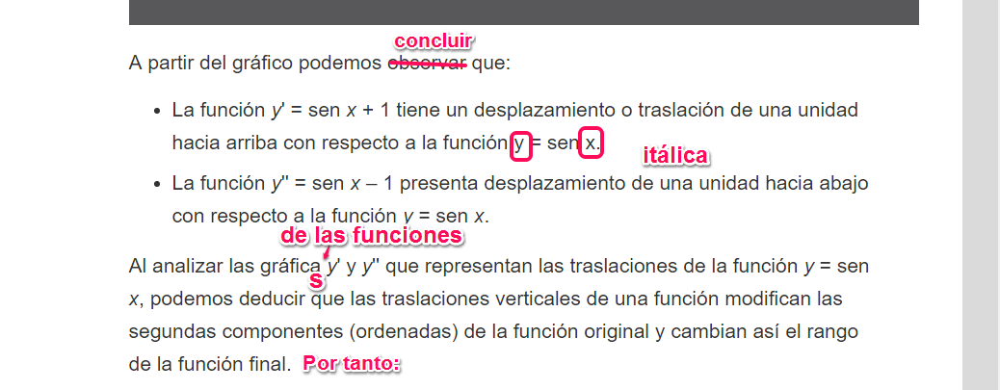 concluir
A partir del gráfico podemos observar que:
• La función y' = sen x + 1 tiene un desplazamiento o traslación de una unidad
hacia arriba con respecto a la función y = sen x.
itálica
• La función y" = sen x – 1 presenta desplazamiento de una unidad hacia abajo
con respecto a la función y = sen x.
de las funciones
Al analizar las gráfica y' y y" que representan las traslaciones de la función y = sen
s
x, podemos deducir que las traslaciones verticales de una función modifican las
segundas componentes (ordenadas) de la función original y cambian así el rango
de la función final. Por tanto: